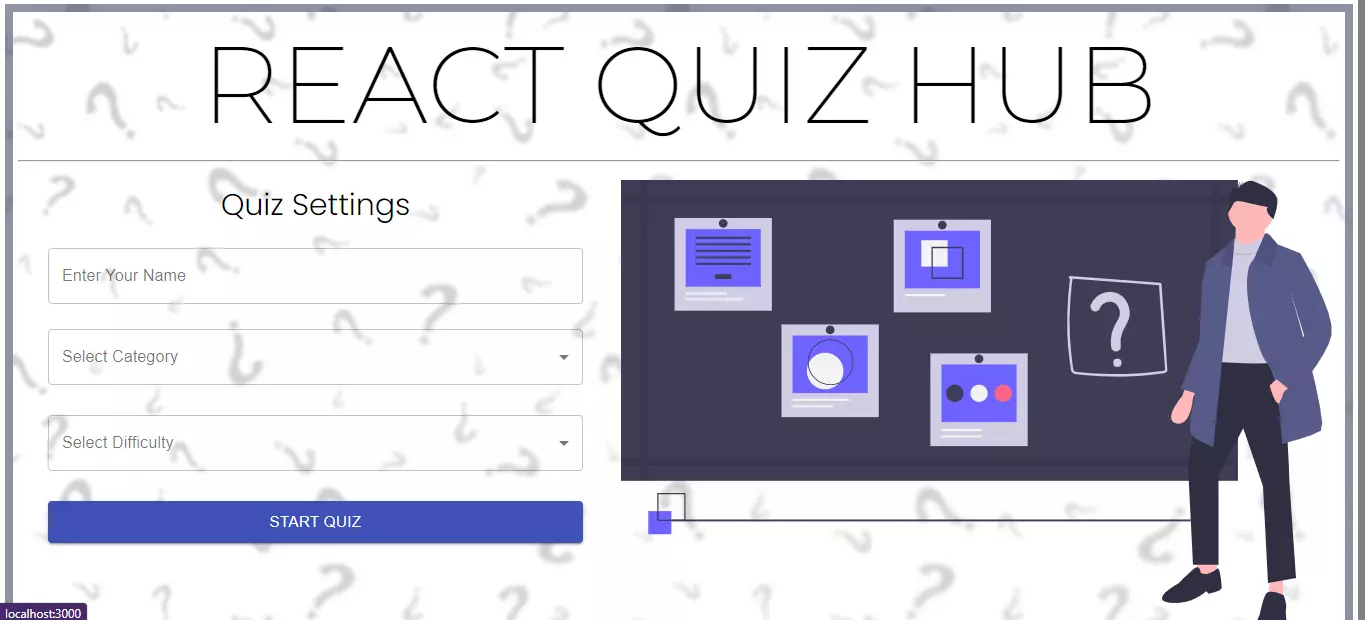 REACT QUIZ HUB
Quiz Settings
Enter Your Name
Select Category
Select Difficulty
START QUIZ
?
localhost:3000